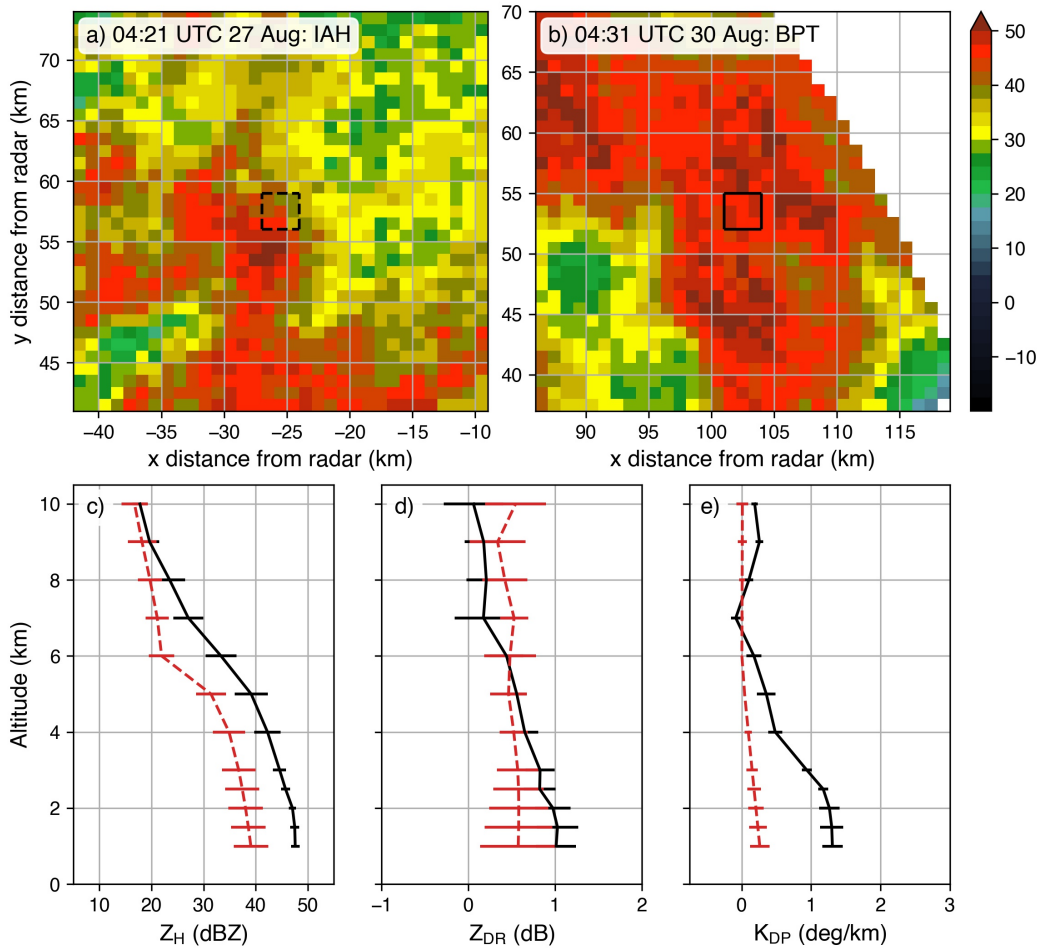 a) 04:21 UTC 27 Aug: IAH
b) 04:31 UTC 30 Aug: BPT
y distance from radar (km)
70
65
60
55
50
45
−40 −35 −30 −25 −20 −15 −10
x distance from radar (km)
70
65
60
55
50
45
40
90 95 100 105 110 115
x distance from radar (km)
50
40
30
20
10
0
−10
c)
Altitude (km)
10
8
6
4
2
0
10 20 30 40 50
Z_H (dBZ)
d)
−1 0 1 2
Z_DR (dB)
e)
0 1 2 3
K_DP (deg/km)